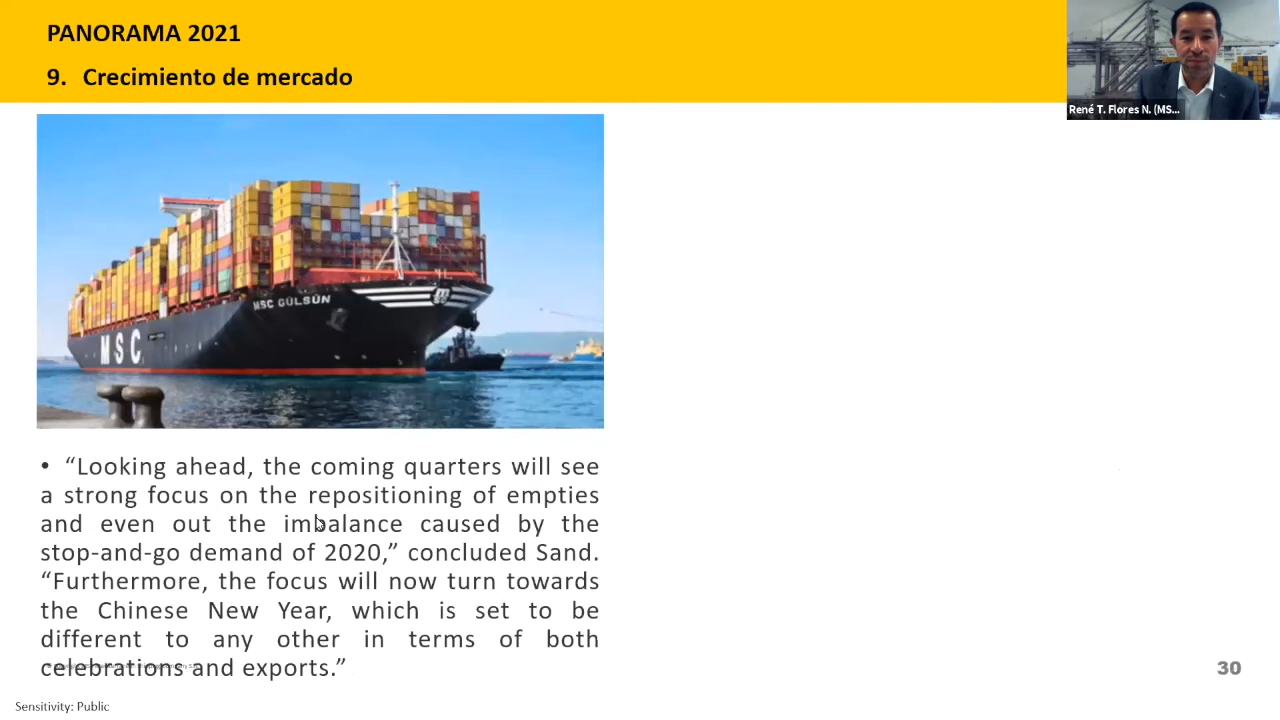 PANORAMA 2021
9. Crecimiento de mercado
René T. Flores N. (MS...
MSC GÜLSÜN
MSC
• “Looking ahead, the coming quarters will see
a strong focus on the repositioning of empties
and even out the imbalance caused by the
stop-and-go demand of 2020,” concluded Sand.
“Furthermore, the focus will now turn towards
the Chinese New Year, which is set to be
different to any other in terms of both
celebrations and exports.”
30
Sensitivity: Public